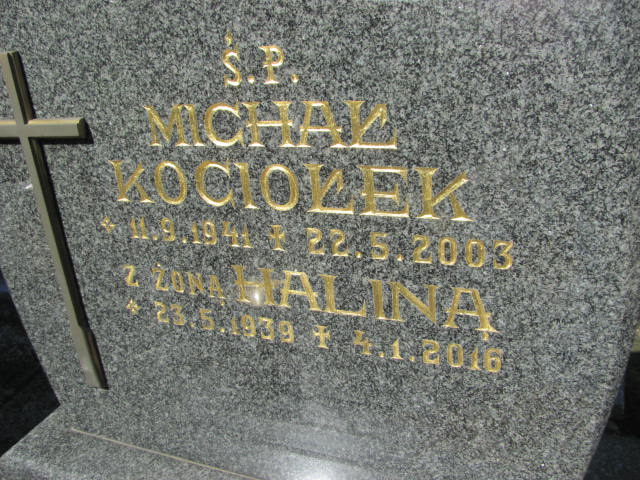 Ś.P.
MICHAŁ
KOCIOŁEK
* 11.9.1941 ✝ 22.5.2003
Z ŻONĄ HALINĄ
* 23.5.1939 ✝ 4.1.2016